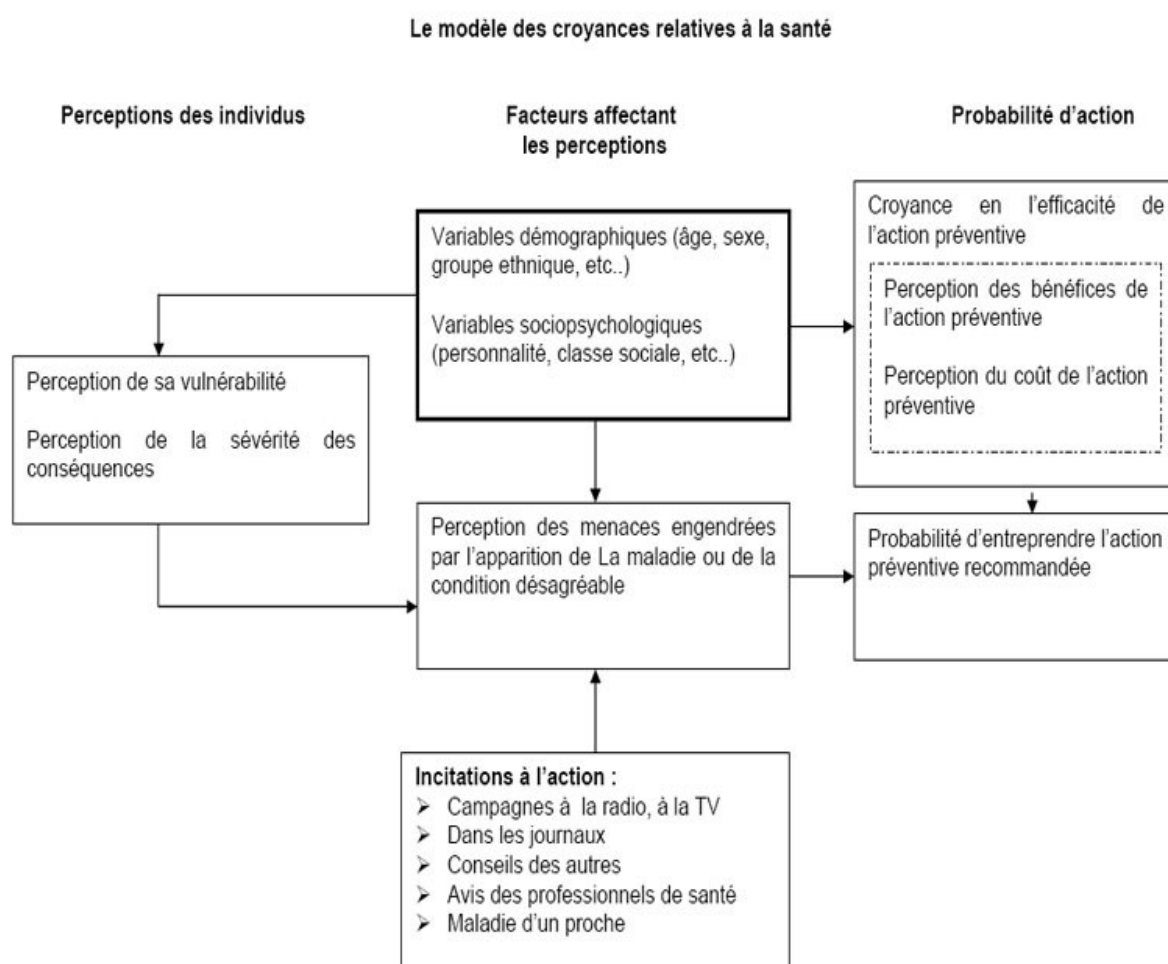 Le modèle des croyances relatives à la santé
Perceptions des individus
Facteurs affectant
les perceptions
Probabilité d'action
Variables démographiques (âge, sexe,
groupe ethnique, etc..)
Variables sociopsychologiques
(personnalité, classe sociale, etc..)
Croyance en l'efficacité de
l'action préventive
Perception des bénéfices de
l'action préventive
Perception du coût de l'action
préventive
Perception de sa vulnérabilité
Perception de la sévérité des
conséquences
Perception des menaces engendrées
par l'apparition de La maladie ou de la
condition désagréable
Probabilité d'entreprendre l'action
préventive recommandée
Incitations à l'action :
➢ Campagnes à la radio, à la TV
➢ Dans les journaux
➢ Conseils des autres
➢ Avis des professionnels de santé
➢ Maladie d'un proche